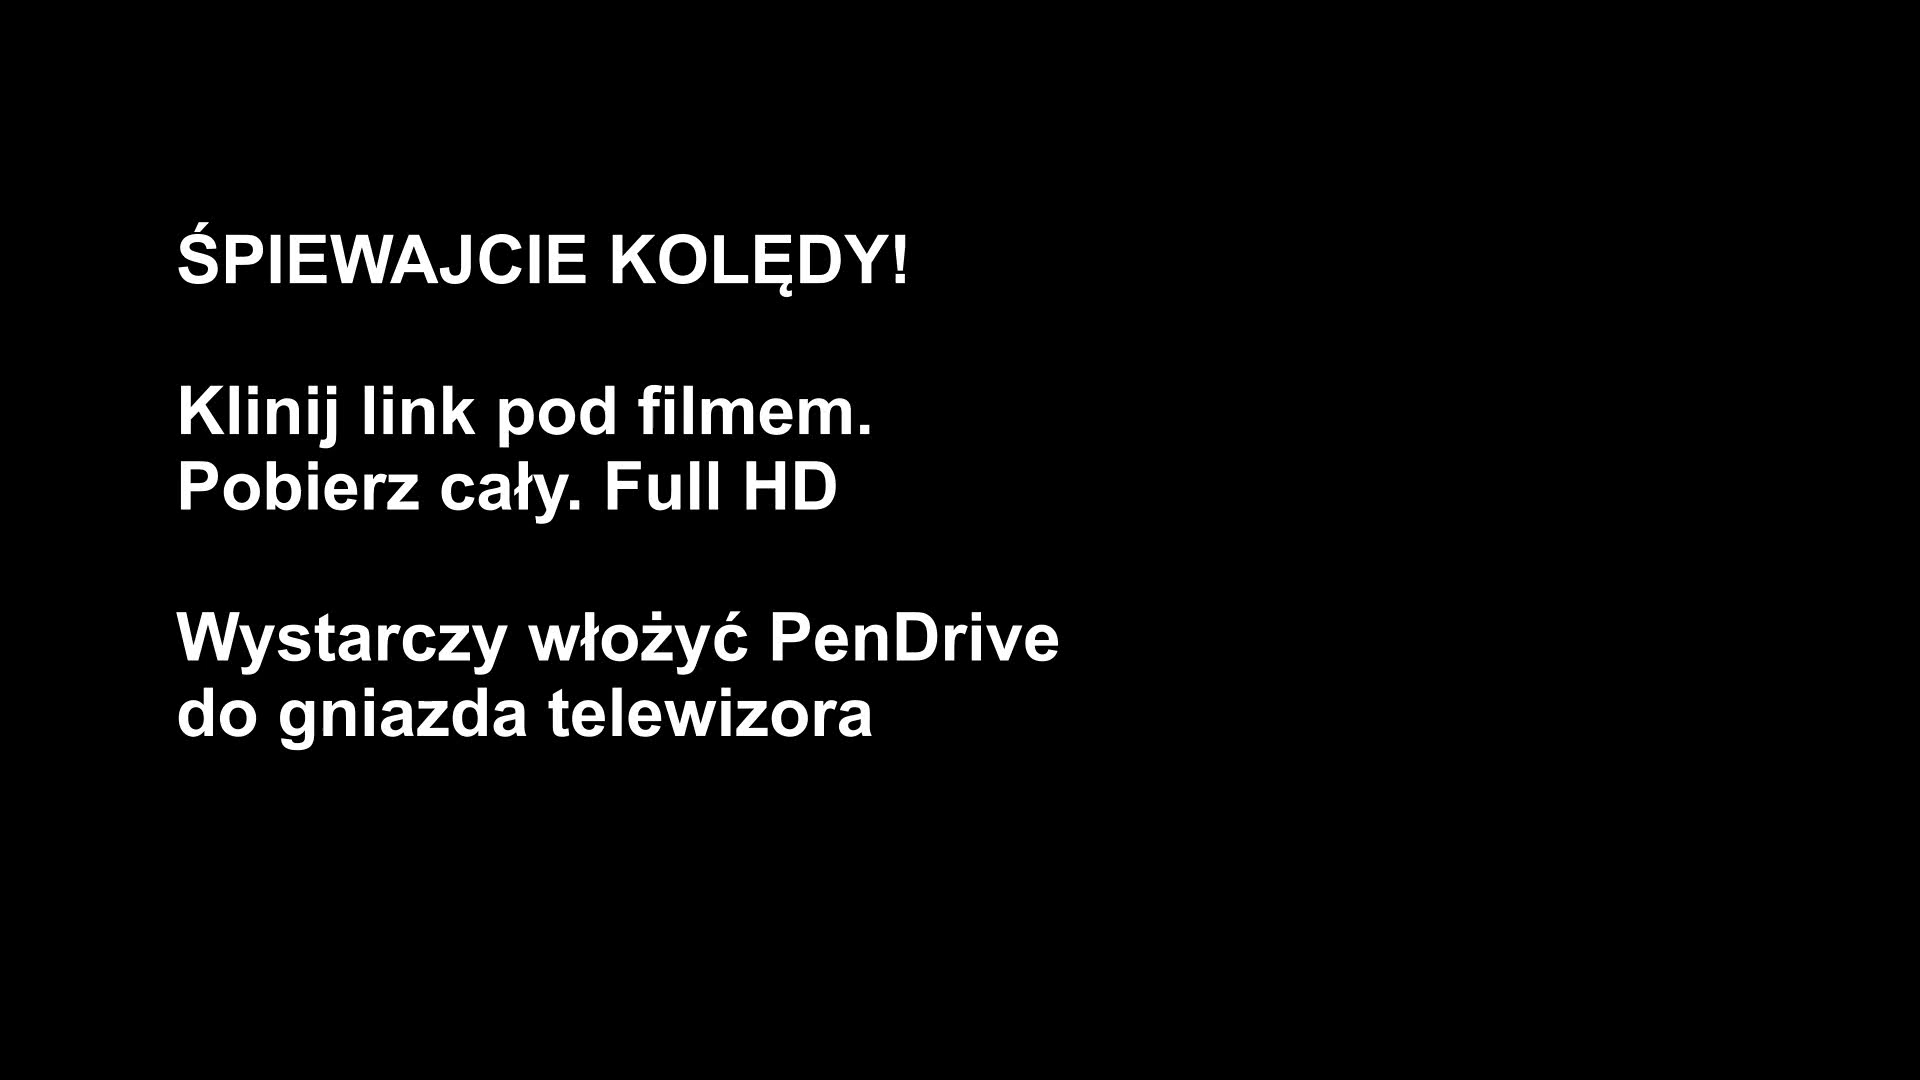 ŚPIEWAJCIE KOLĘDY!
Klinij link pod filmem.
Pobierz cały. Full HD
Wystarczy włożyć PenDrive
do gniazda telewizora